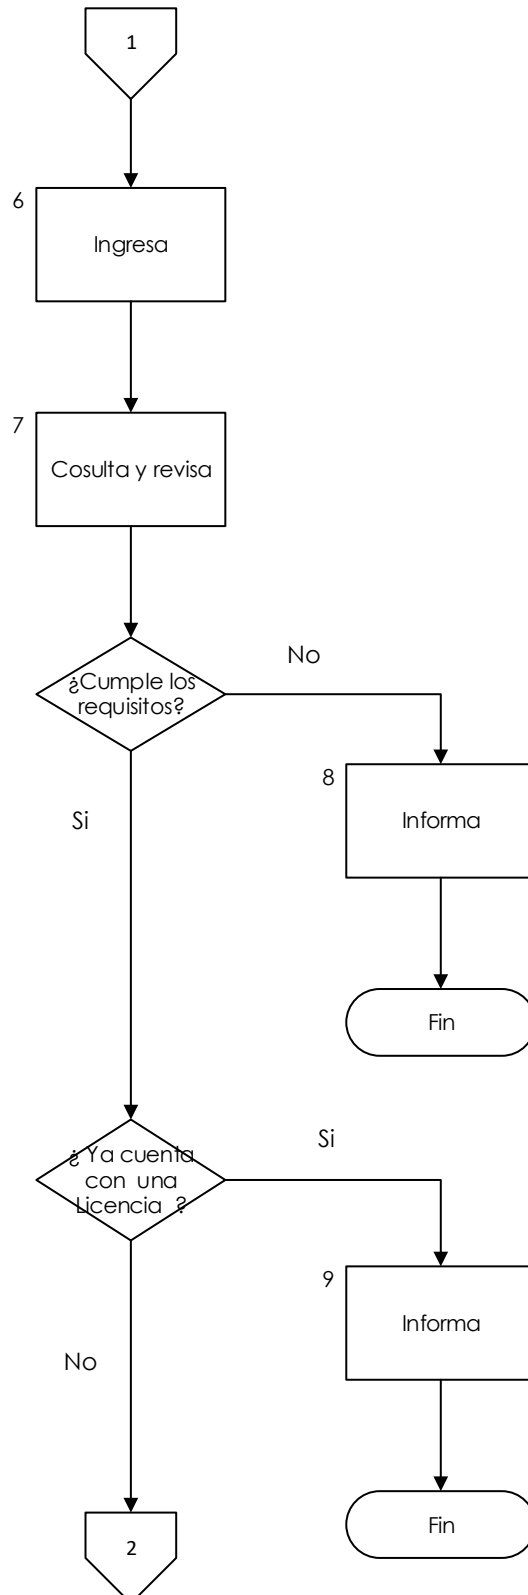 1
6
Ingresa
7
Cosulta y revisa
¿Cumple los
requisitos?
No
Si
8
Informa
Fin
¿ Ya cuenta
con una
Licencia ?
Si
No
9
Informa
Fin
2